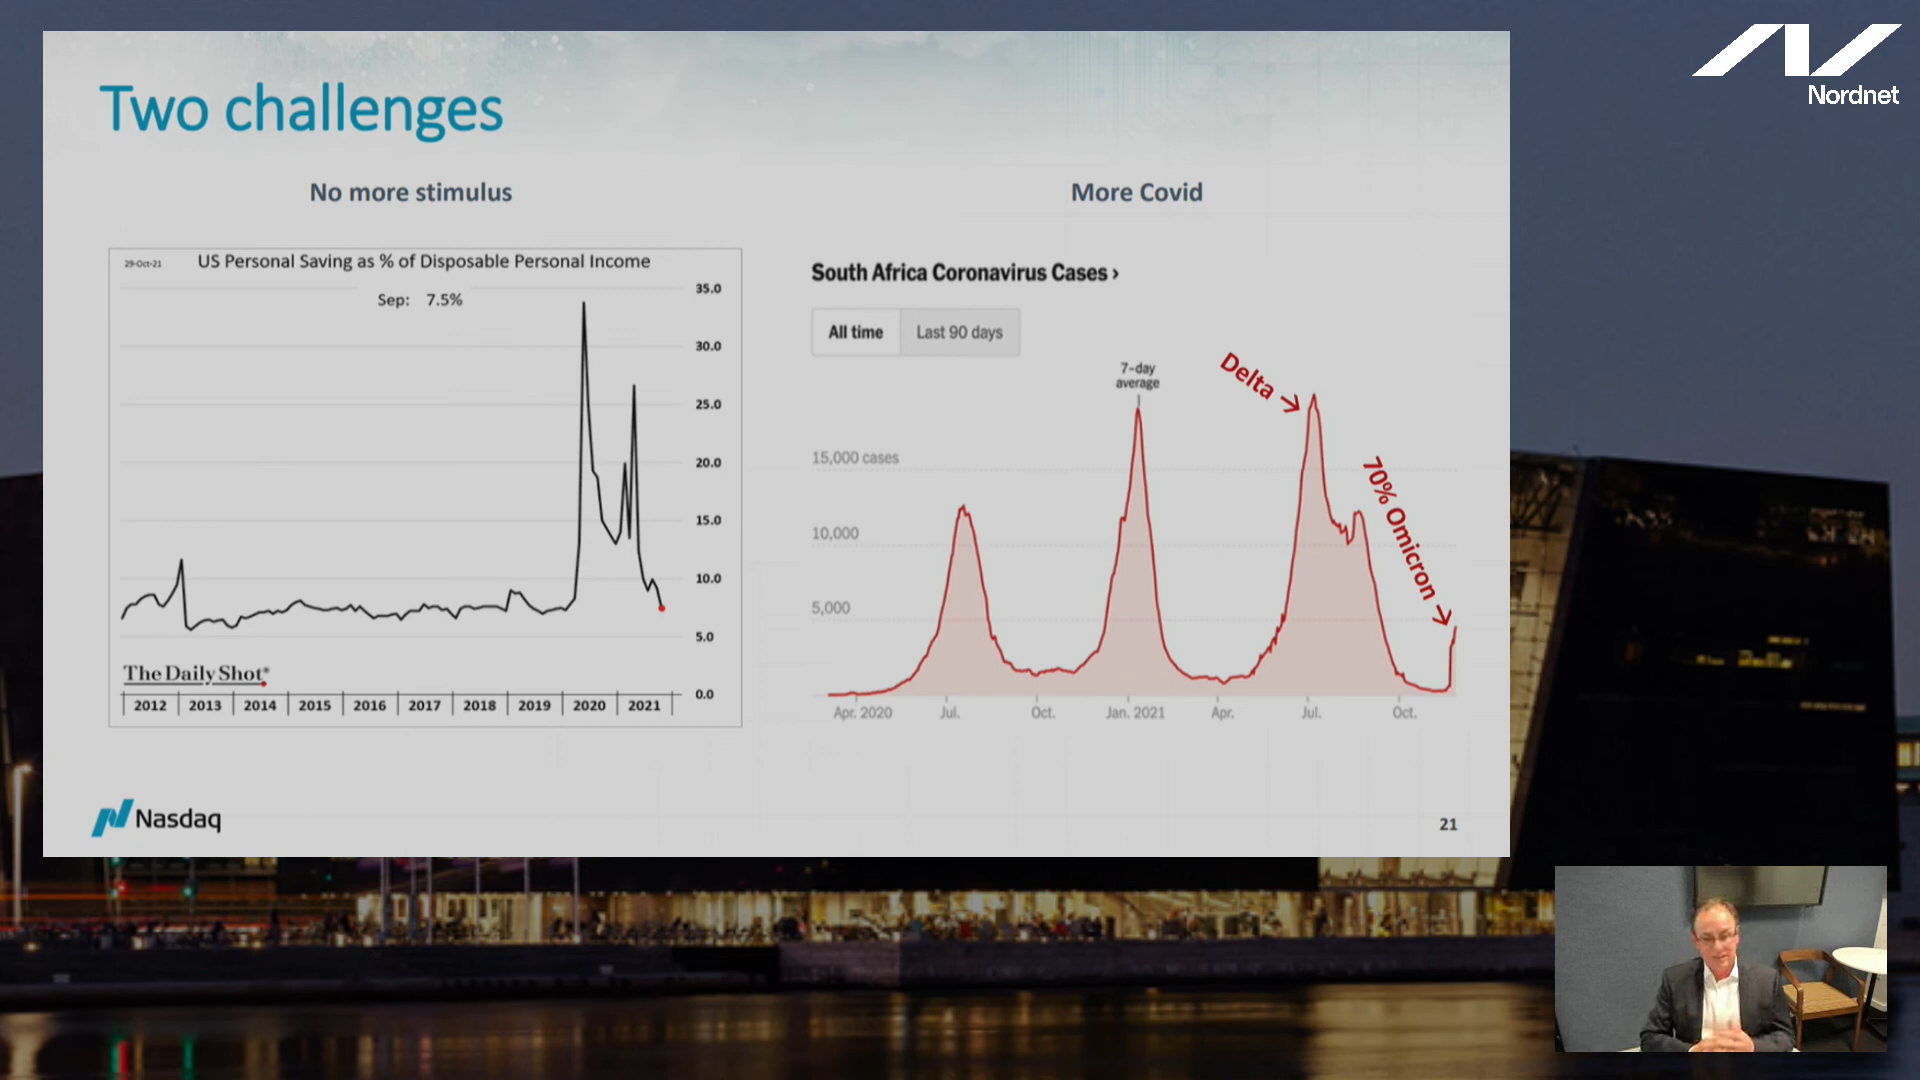 Nordnet
Two challenges
No more stimulus
29-Oct-21
US Personal Saving as % of Disposable Personal Income
Sep: 7.5%
35.0
30.0
25.0
20.0
15.0
10.0
5.0
0.0
The Daily Shot®
2012 2013 2014 2015 2016 2017 2018 2019 2020 2021
More Covid
South Africa Coronavirus Cases ›
All time Last 90 days
7-day
average
Delta →
70% Omicron →
15,000 cases
10,000
5,000
Apr. 2020 Jul. Oct. Jan. 2021 Apr. Jul. Oct.
Nasdaq
21